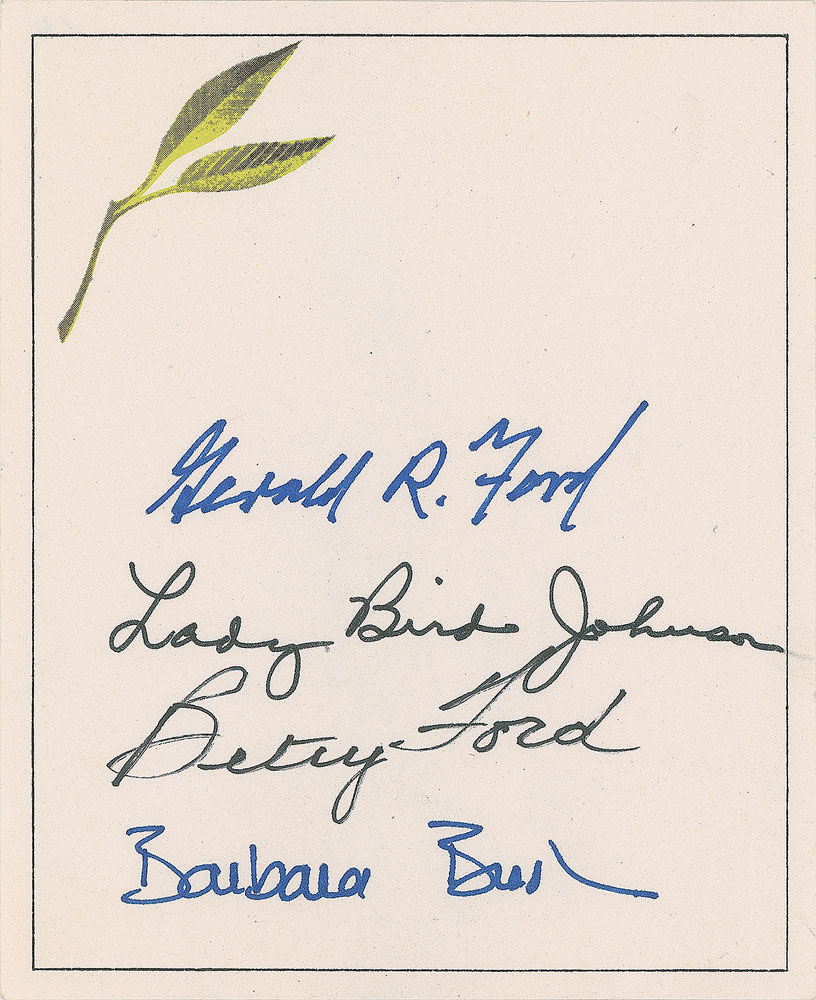 Gerald R. Ford
Lady Bird Johnson
Betty Ford
Barbara Bush